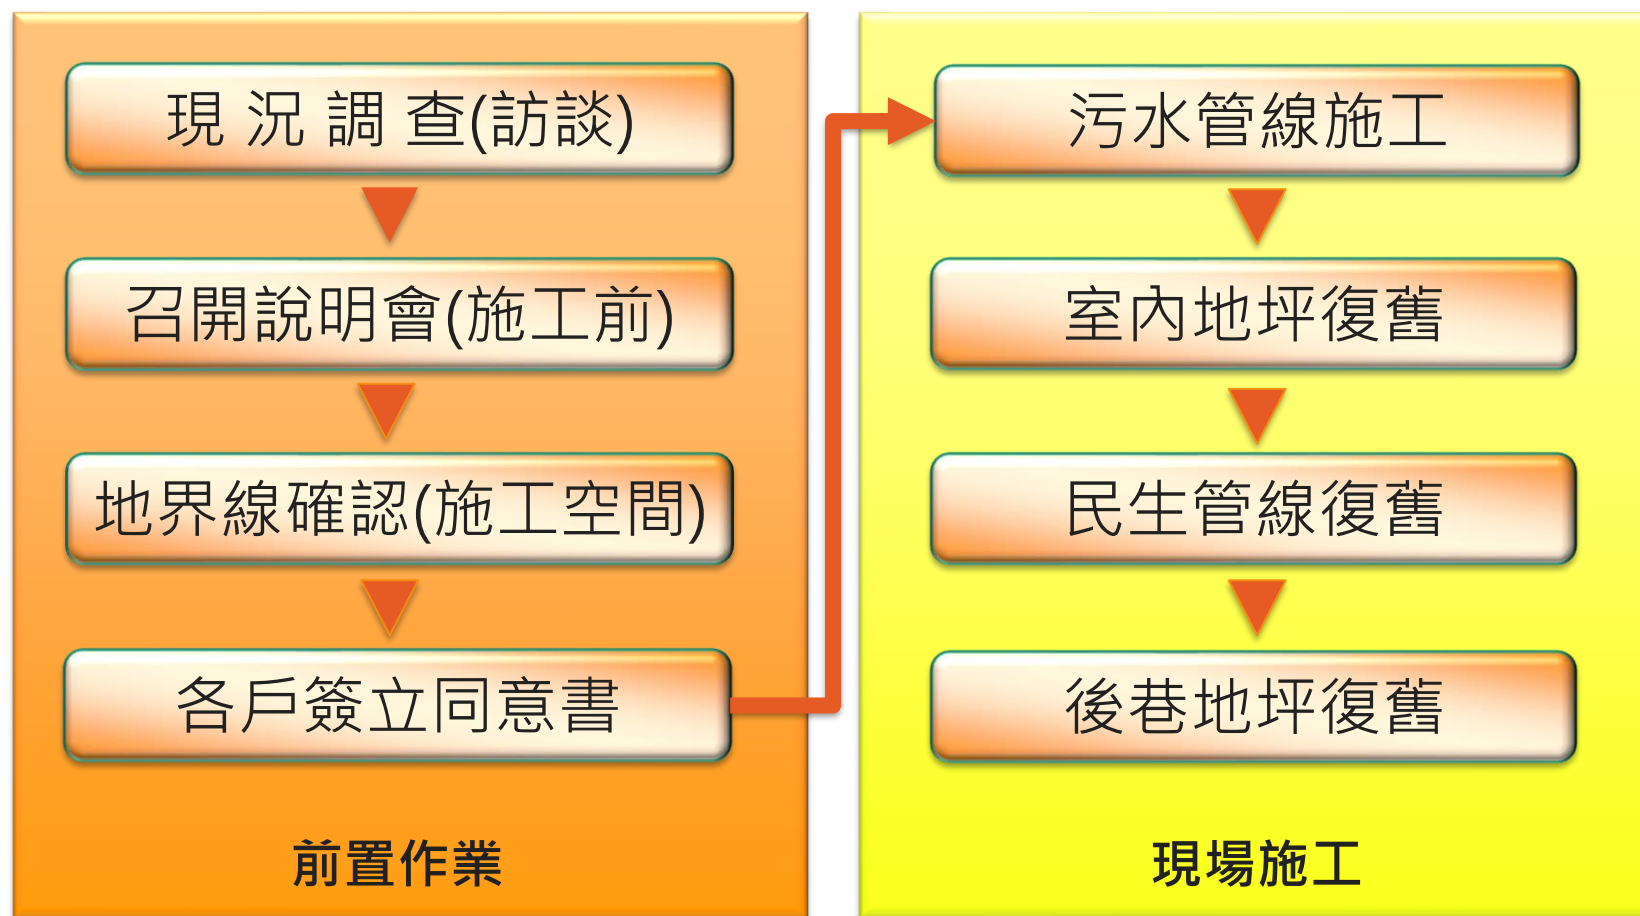 現 況 調 查(訪談)
召開說明會(施工前)
地界線確認(施工空間)
各戶簽立同意書
前置作業
污水管線施工
室內地坪復舊
民生管線復舊
後巷地坪復舊
現場施工